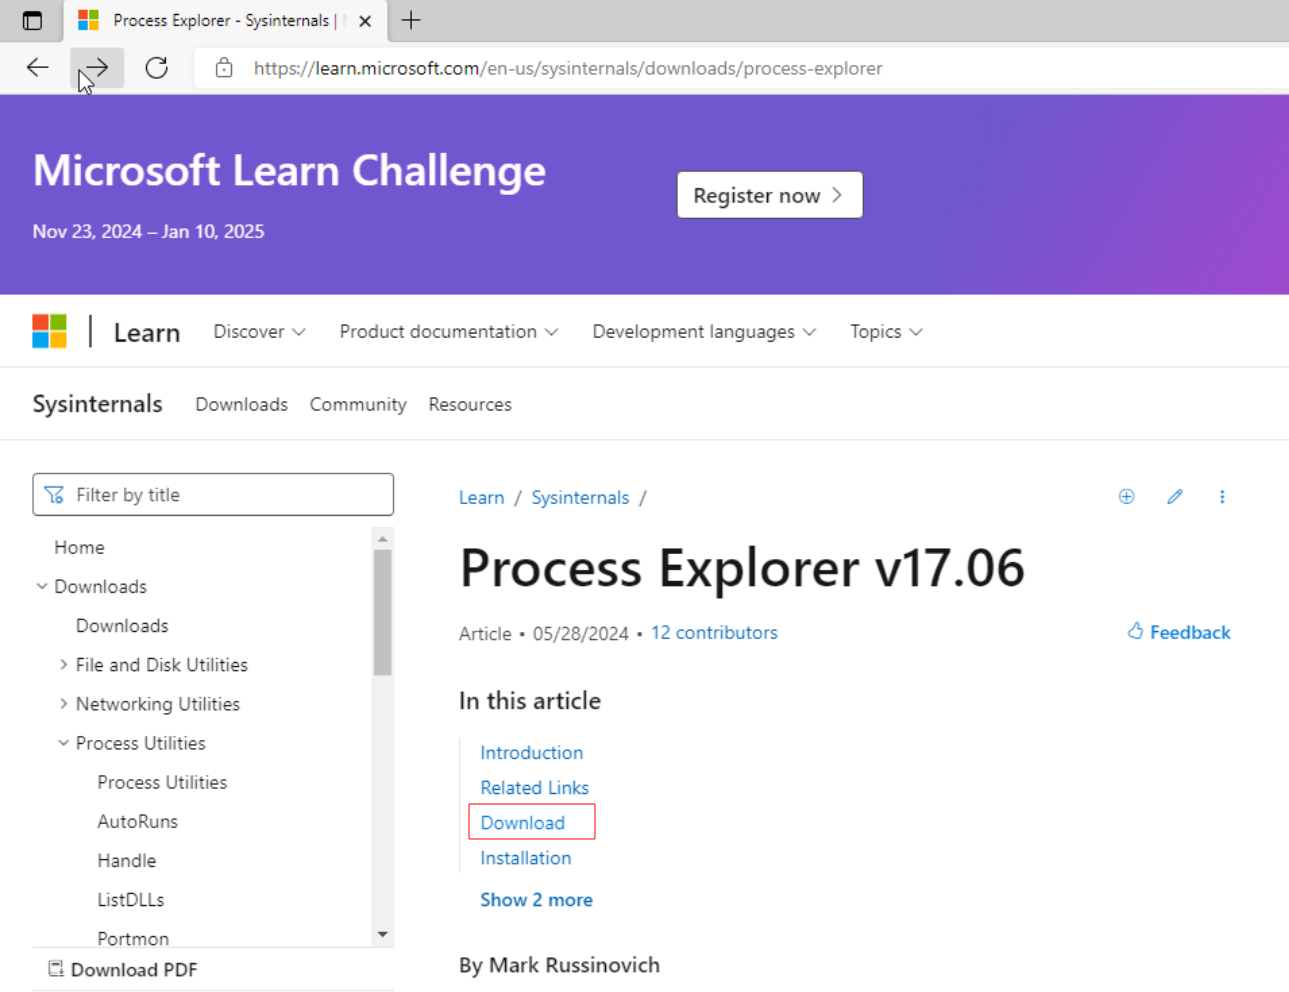 Process Explorer - Sysinternals |
https://learn.microsoft.com/en-us/sysinternals/downloads/process-explorer
Microsoft Learn Challenge
Nov 23, 2024 – Jan 10, 2025
Register now
Learn
Discover
Product documentation
Development languages
Topics
Sysinternals
Downloads
Community
Resources
Filter by title
Home
Downloads
Downloads
File and Disk Utilities
Networking Utilities
Process Utilities
Process Utilities
AutoRuns
Handle
ListDLLs
Portmon
Download PDF
Learn / Sysinternals /
Process Explorer v17.06
Article • 05/28/2024 • 12 contributors
Feedback
In this article
Introduction
Related Links
Download
Installation
Show 2 more
By Mark Russinovich